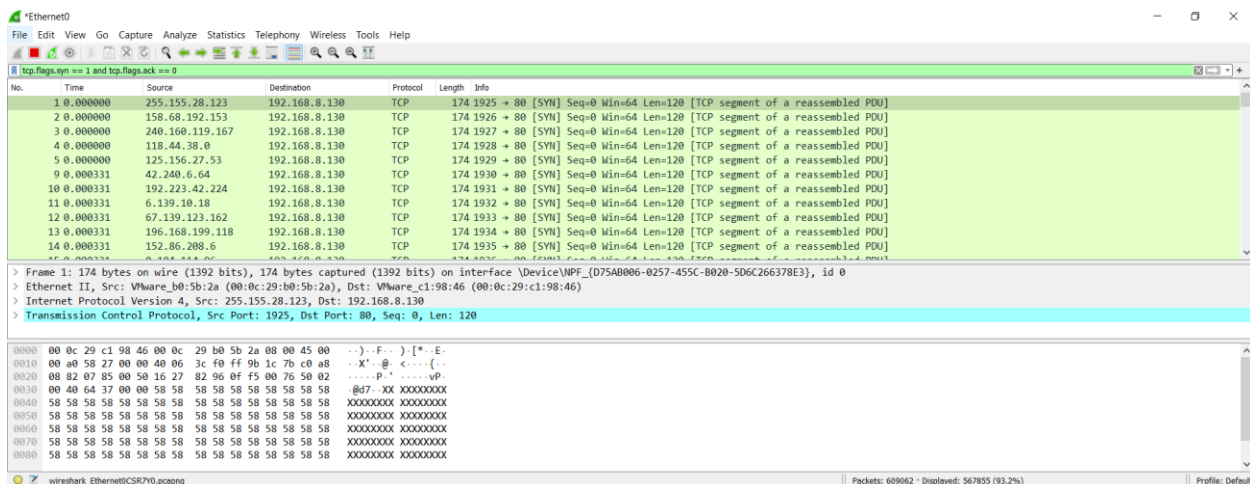 *Ethernet0
File Edit View Go Capture Analyze Statistics Telephony Wireless Tools Help
tcp.flags.syn == 1 and tcp.flags.ack == 0
No. Time Source Destination Protocol Length Info
1 0.000000 255.155.28.123 192.168.8.130 TCP 174 1925 → 80 [SYN] Seq=0 Win=64 Len=120 [TCP segment of a reassembled PDU]
2 0.000000 158.68.192.153 192.168.8.130 TCP 174 1926 → 80 [SYN] Seq=0 Win=64 Len=120 [TCP segment of a reassembled PDU]
3 0.000000 240.160.119.167 192.168.8.130 TCP 174 1927 → 80 [SYN] Seq=0 Win=64 Len=120 [TCP segment of a reassembled PDU]
4 0.000000 118.44.38.0 192.168.8.130 TCP 174 1928 → 80 [SYN] Seq=0 Win=64 Len=120 [TCP segment of a reassembled PDU]
5 0.000000 125.156.27.53 192.168.8.130 TCP 174 1929 → 80 [SYN] Seq=0 Win=64 Len=120 [TCP segment of a reassembled PDU]
9 0.000331 42.240.6.64 192.168.8.130 TCP 174 1930 → 80 [SYN] Seq=0 Win=64 Len=120 [TCP segment of a reassembled PDU]
10 0.000331 192.223.42.224 192.168.8.130 TCP 174 1931 → 80 [SYN] Seq=0 Win=64 Len=120 [TCP segment of a reassembled PDU]
11 0.000331 6.139.10.18 192.168.8.130 TCP 174 1932 → 80 [SYN] Seq=0 Win=64 Len=120 [TCP segment of a reassembled PDU]
12 0.000331 67.139.123.162 192.168.8.130 TCP 174 1933 → 80 [SYN] Seq=0 Win=64 Len=120 [TCP segment of a reassembled PDU]
13 0.000331 196.168.199.118 192.168.8.130 TCP 174 1934 → 80 [SYN] Seq=0 Win=64 Len=120 [TCP segment of a reassembled PDU]
14 0.000331 152.86.208.6 192.168.8.130 TCP 174 1935 → 80 [SYN] Seq=0 Win=64 Len=120 [TCP segment of a reassembled PDU]
> Frame 1: 174 bytes on wire (1392 bits), 174 bytes captured (1392 bits) on interface \Device\NPF_{D75AB006-0257-455C-B020-5D6C266378E3}, id 0
> Ethernet II, Src: VMware_b0:5b:2a (00:0c:29:b0:5b:2a), Dst: VMware_c1:98:46 (00:0c:29:c1:98:46)
> Internet Protocol Version 4, Src: 255.155.28.123, Dst: 192.168.8.130
> Transmission Control Protocol, Src Port: 1925, Dst Port: 80, Seq: 0, Len: 120
0000 00 0c 29 c1 98 46 00 0c 29 b0 5b 2a 08 00 45 00 ··)··F·· )·[*··E·
0010 00 a0 58 27 00 00 40 06 3c f0 ff 9b 1c 7b c0 a8 ··X'··@· <····{··
0020 08 82 07 85 00 50 16 27 82 96 0f f5 00 76 50 02 ·····P·' ·····vP·
0030 00 40 64 37 00 00 58 58 58 58 58 58 58 58 58 58 ·@d7··XX XXXXXXXX
0040 58 58 58 58 58 58 58 58 58 58 58 58 58 58 58 58 XXXXXXXX XXXXXXXX
0050 58 58 58 58 58 58 58 58 58 58 58 58 58 58 58 58 XXXXXXXX XXXXXXXX
0060 58 58 58 58 58 58 58 58 58 58 58 58 58 58 58 58 XXXXXXXX XXXXXXXX
0070 58 58 58 58 58 58 58 58 58 58 58 58 58 58 58 58 XXXXXXXX XXXXXXXX
0080 58 58 58 58 58 58 58 58 58 58 58 58 58 58 58 58 XXXXXXXX XXXXXXXX
wireshark_Ethernet0CSR7Y0.pcapng Packets: 609062 · Displayed: 567855 (93.2%) Profile: Default